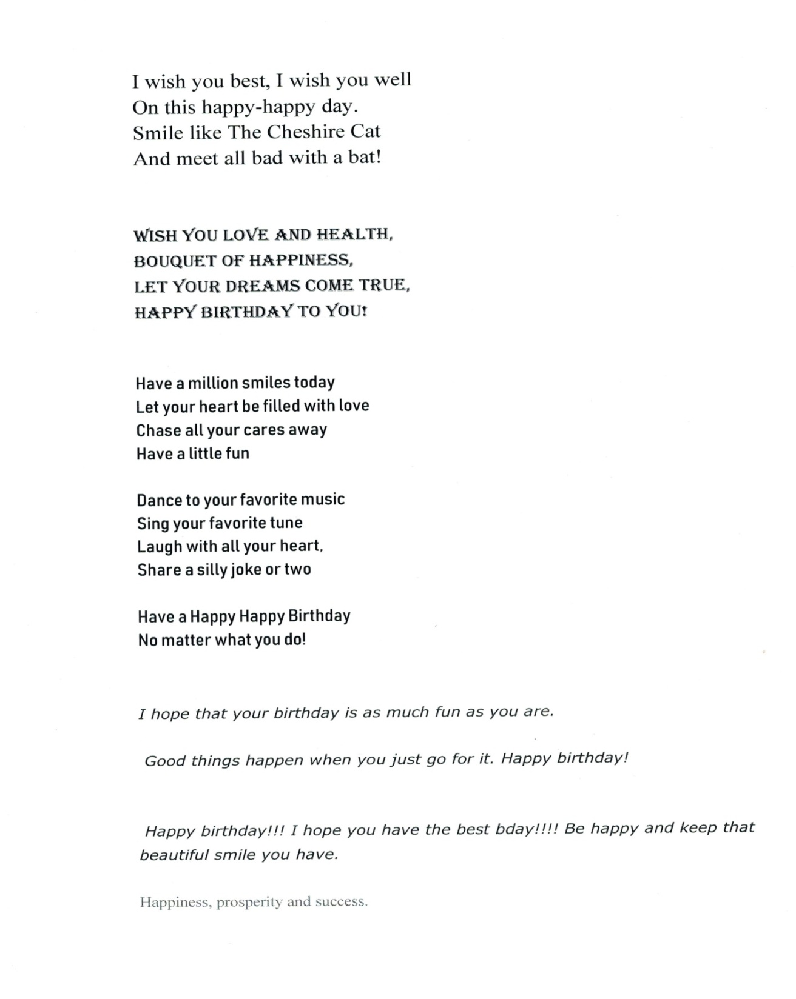 I wish you best, I wish you well
On this happy-happy day.
Smile like The Cheshire Cat
And meet all bad with a bat!
WISH YOU LOVE AND HEALTH,
BOUQUET OF HAPPINESS,
LET YOUR DREAMS COME TRUE,
HAPPY BIRTHDAY TO YOU!
Have a million smiles today
Let your heart be filled with love
Chase all your cares away
Have a little fun
Dance to your favorite music
Sing your favorite tune
Laugh with all your heart,
Share a silly joke or two
Have a Happy Happy Birthday
No matter what you do!
I hope that your birthday is as much fun as you are.
Good things happen when you just go for it. Happy birthday!
Happy birthday!!! I hope you have the best bday!!!! Be happy and keep that
beautiful smile you have.
Happiness, prosperity and success.